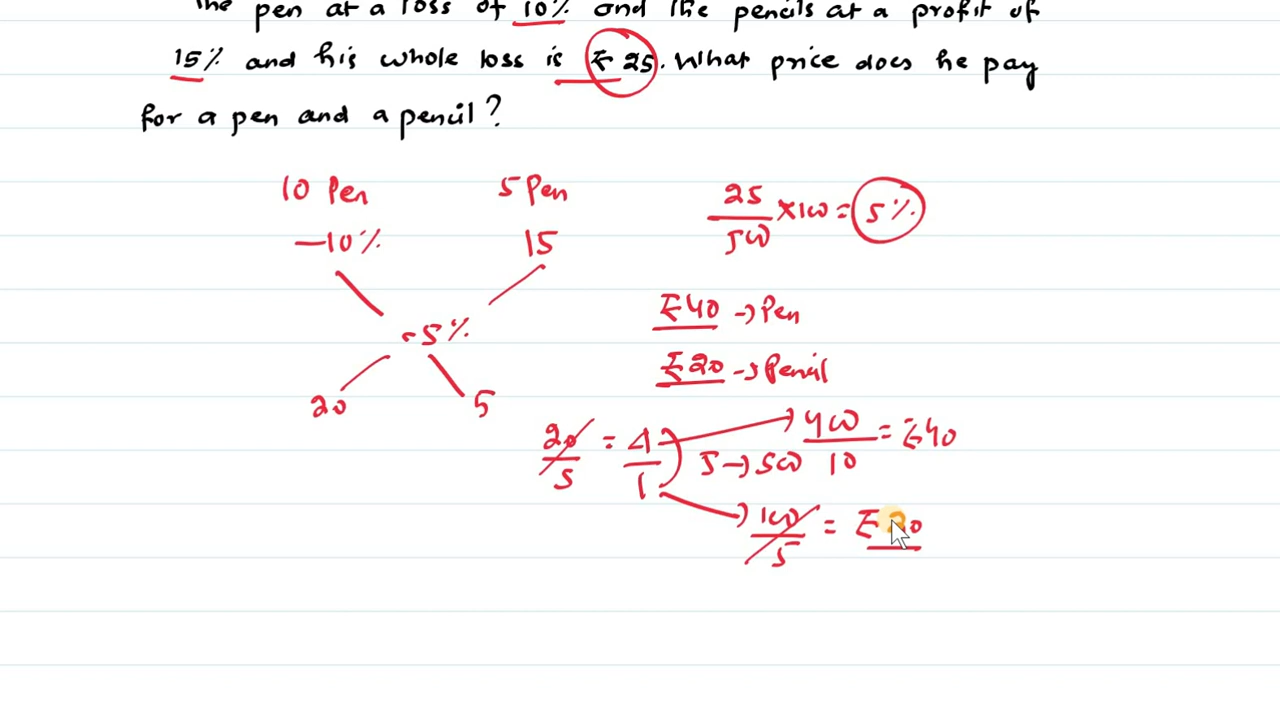 The pen at a loss of 10% and the pencils at a profit of
15% and his whole loss is ₹25. What price does he pay
for a pen and a pencil?
10 Pen 5 Pen 25/500 ×100 = 5%
-10% 15
-5% ₹40 → Pen
₹20 → Pencil
20 5
20/5 = 4/1 5 → 500 400/10 = ₹40
100/5 = ₹20